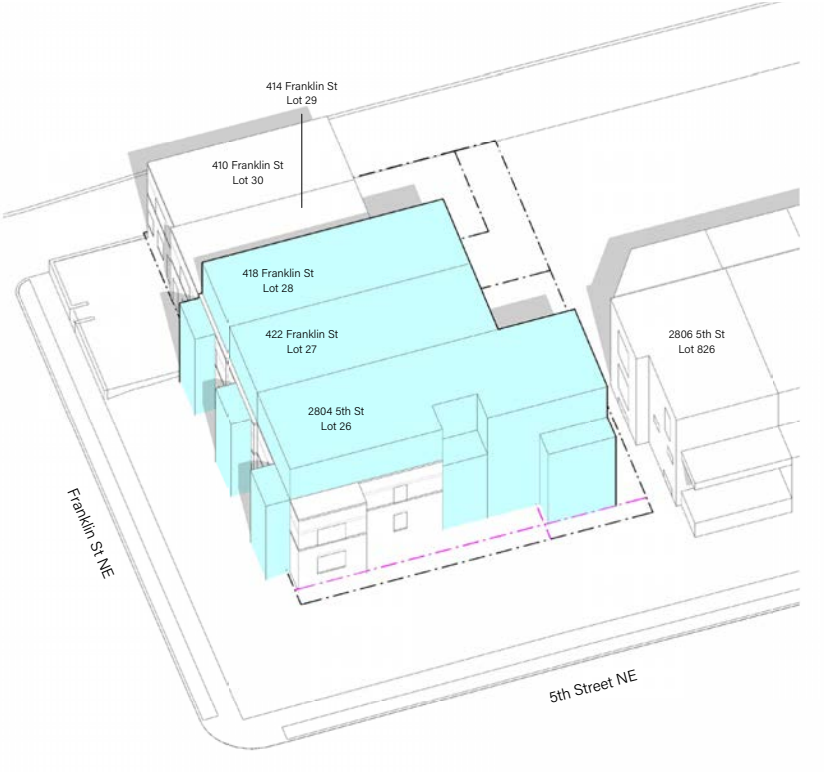 414 Franklin St
Lot 29
410 Franklin St
Lot 30
418 Franklin St
Lot 28
422 Franklin St
Lot 27
2806 5th St
Lot 826
2804 5th St
Lot 26
Franklin St NE
5th Street NE